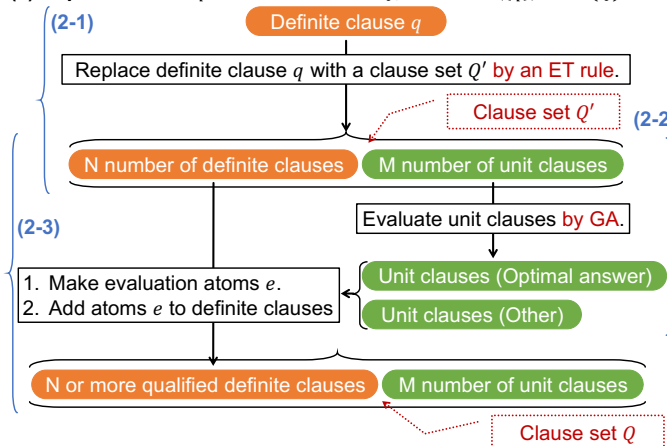 (2-1)
Definite clause q
Replace definite clause q with a clause set Q′ by an ET rule.
Clause set Q′
(2-2
N number of definite clauses
M number of unit clauses
(2-3)
Evaluate unit clauses by GA.
Unit clauses (Optimal answer)
1. Make evaluation atoms e.
2. Add atoms e to definite clauses
Unit clauses (Other)
N or more qualified definite clauses
M number of unit clauses
Clause set Q